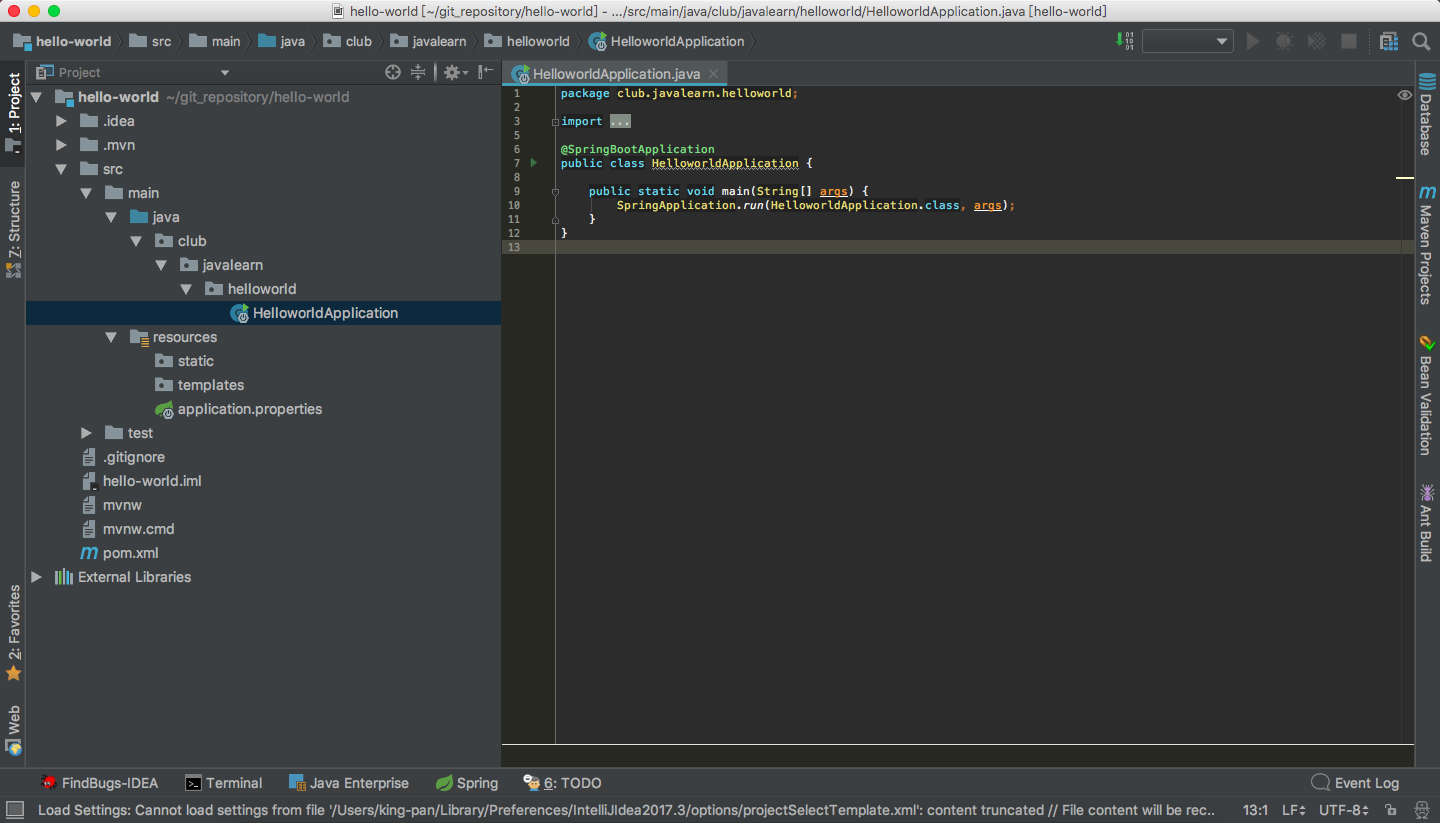 hello-world [~/git_repository/hello-world] - .../src/main/java/club/javalearn/helloworld/HelloworldApplication.java [hello-world]
hello-world src main java club javalearn helloworld HelloworldApplication
1: Project
Z: Structure
2: Favorites
Web
Project
hello-world ~/git_repository/hello-world
.idea
.mvn
src
main
java
club
javalearn
helloworld
HelloworldApplication
resources
static
templates
application.properties
test
.gitignore
hello-world.iml
mvnw
mvnw.cmd
pom.xml
External Libraries
HelloworldApplication.java
1 package club.javalearn.helloworld;
2
3 import ...
5
6 @SpringBootApplication
7 public class HelloworldApplication {
8
9 public static void main(String[] args) {
10 SpringApplication.run(HelloworldApplication.class, args);
11 }
12 }
13
Database
m Maven Projects
Bean Validation
Ant Build
FindBugs-IDEA Terminal Java Enterprise Spring 6: TODO Event Log
Load Settings: Cannot load settings from file '/Users/king-pan/Library/Preferences/IntelliJIdea2017.3/options/projectSelectTemplate.xml': content truncated // File content will be rec.. 13:1 LF UTF-8